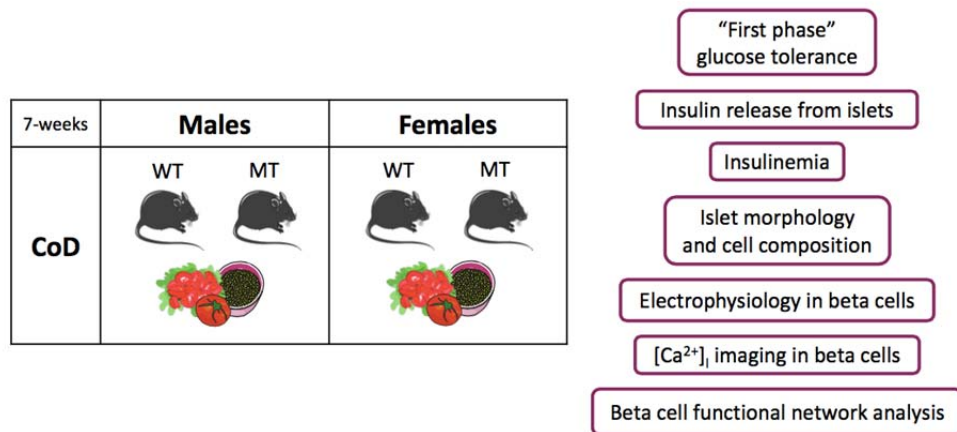 7-weeks
Males
Females
WT
MT
WT
MT
CoD
“First phase”
glucose tolerance
Insulin release from islets
Insulinemia
Islet morphology
and cell composition
Electrophysiology in beta cells
[Ca²⁺]ᵢ imaging in beta cells
Beta cell functional network analysis